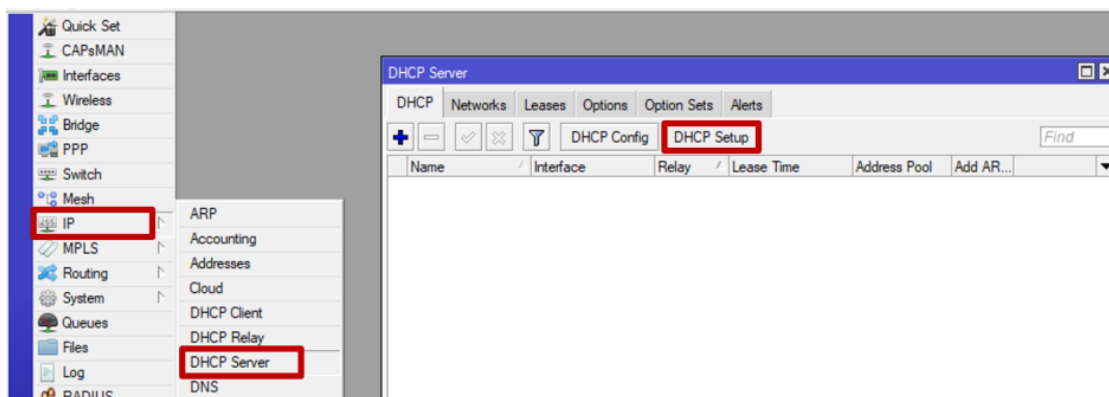 Quick Set
CAPsMAN
Interfaces
Wireless
Bridge
PPP
Switch
Mesh
IP
MPLS
Routing
System
Queues
Files
Log
RADIUS
ARP
Accounting
Addresses
Cloud
DHCP Client
DHCP Relay
DHCP Server
DNS
DHCP Server
DHCP Networks Leases Options Option Sets Alerts
DHCP Config DHCP Setup Find
Name Interface Relay Lease Time Address Pool Add AR...